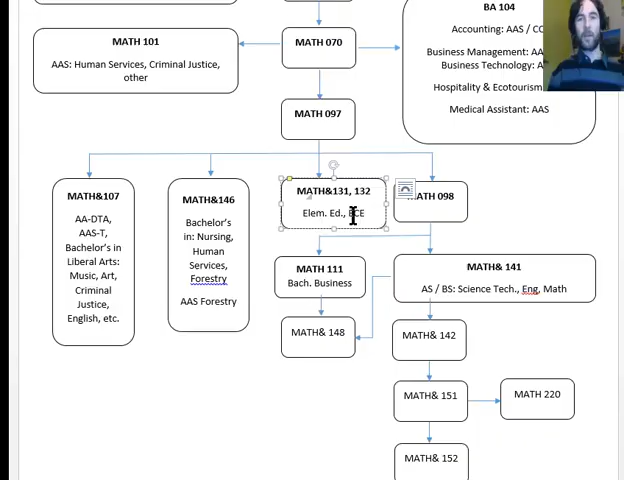 BA 104
MATH 101
AAS: Human Services, Criminal Justice,
other
MATH 070
Accounting: AAS / CC
Business Management: AA
Business Technology: A
Hospitality & Ecotourism
Medical Assistant: AAS
MATH 097
MATH&107
AA-DTA,
AAS-T,
Bachelor's in
Liberal Arts:
Music, Art,
Criminal
Justice,
English, etc.
MATH&146
Bachelor's
in: Nursing,
Human
Services,
Forestry
AAS Forestry
MATH&131, 132
Elem. Ed., ECE
ATH 098
MATH 111
Bach. Business
MATH& 141
AS / BS: Science Tech., Eng, Math
MATH& 148
MATH& 142
MATH& 151
MATH 220
MATH& 152